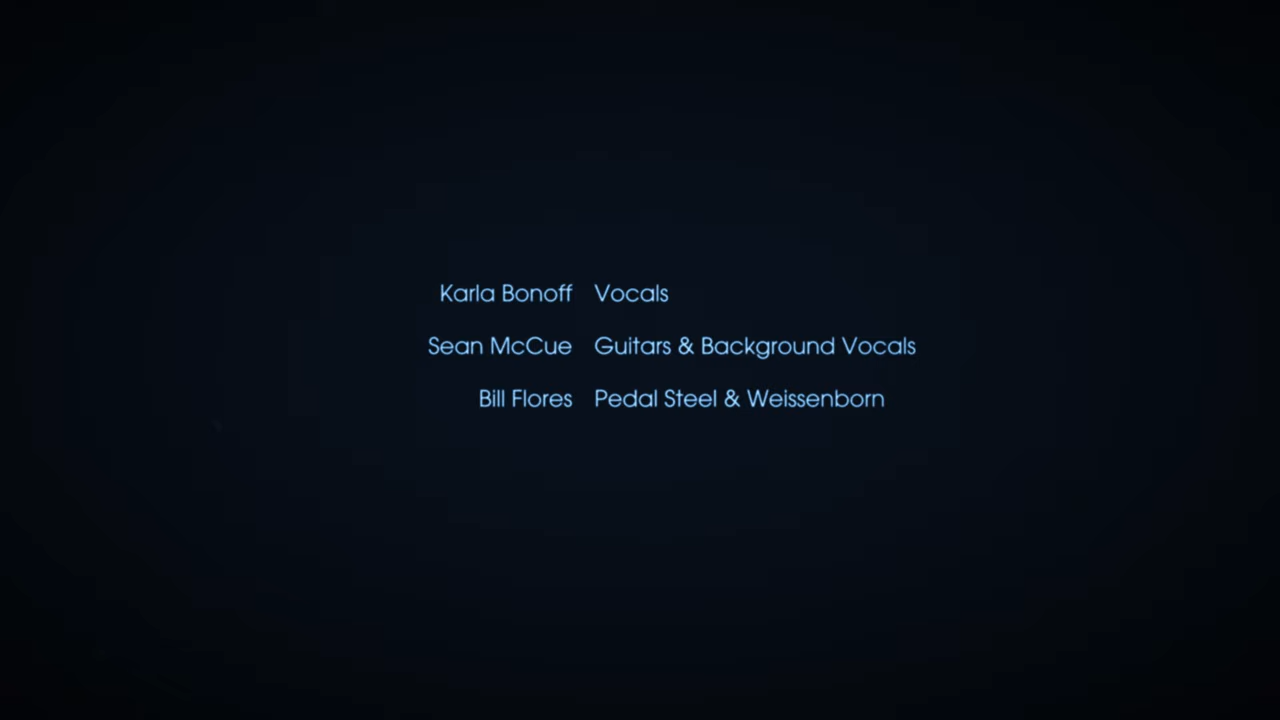 Karla Bonoff Vocals
Sean McCue Guitars & Background Vocals
Bill Flores Pedal Steel & Weissenborn